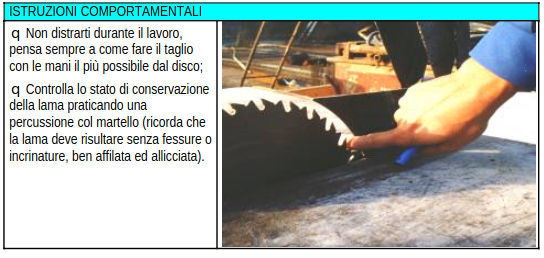 ISTRUZIONI COMPORTAMENTALI
q Non distrarti durante il lavoro,
pensa sempre a come fare il taglio
con le mani il più possibile dal disco;
q Controlla lo stato di conservazione
della lama praticando una
percussione col martello (ricorda che
la lama deve risultare senza fessure o
incrinature, ben affilata ed allicciata).